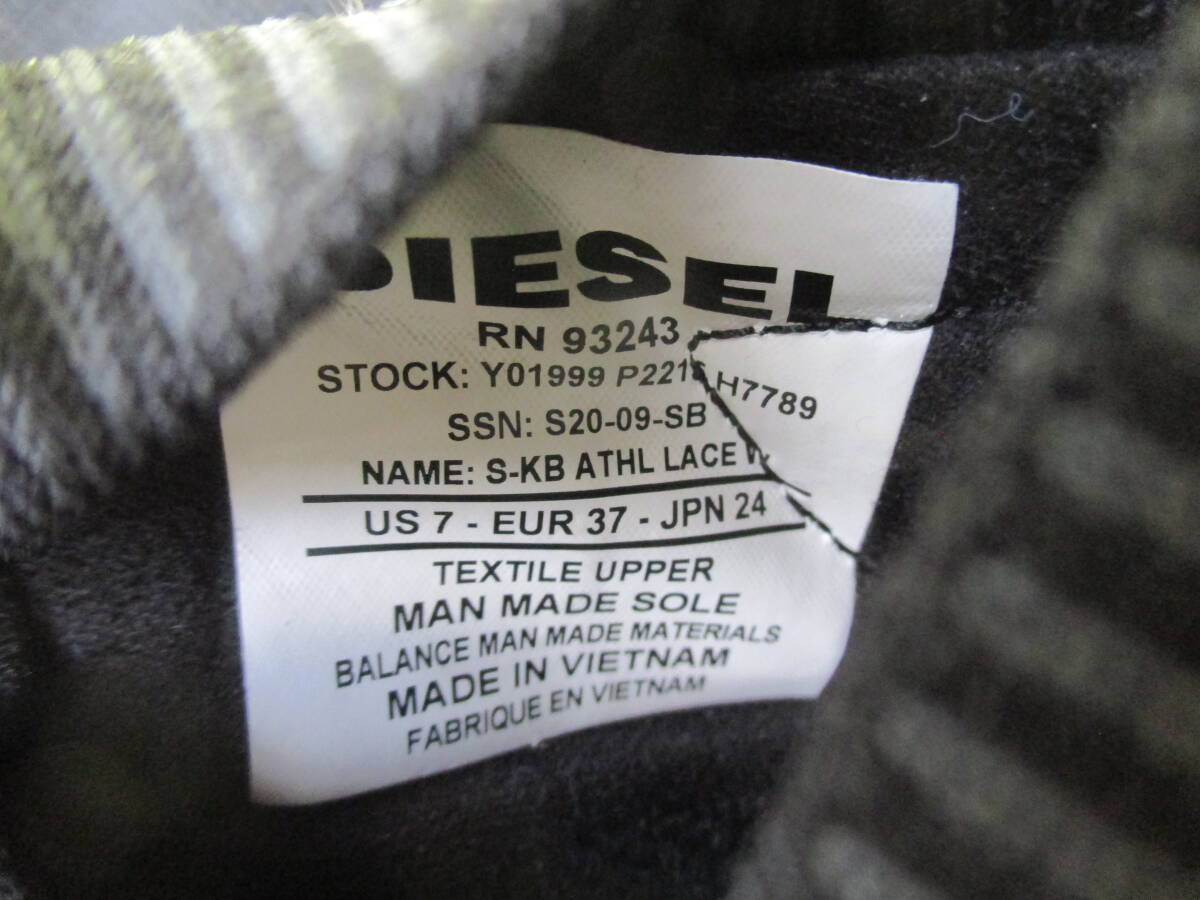 DIESEL
RN 93243
STOCK: Y01999 H7789
SSN: S20-09-SB
NAME: S-KB ATHL LACE
US 7 - EUR 37 - JPN 24
TEXTILE UPPER
MAN MADE SOLE
BALANCE MAN MADE MATERIALS
MADE IN VIETNAM
FABRIQUE EN VIETNAM